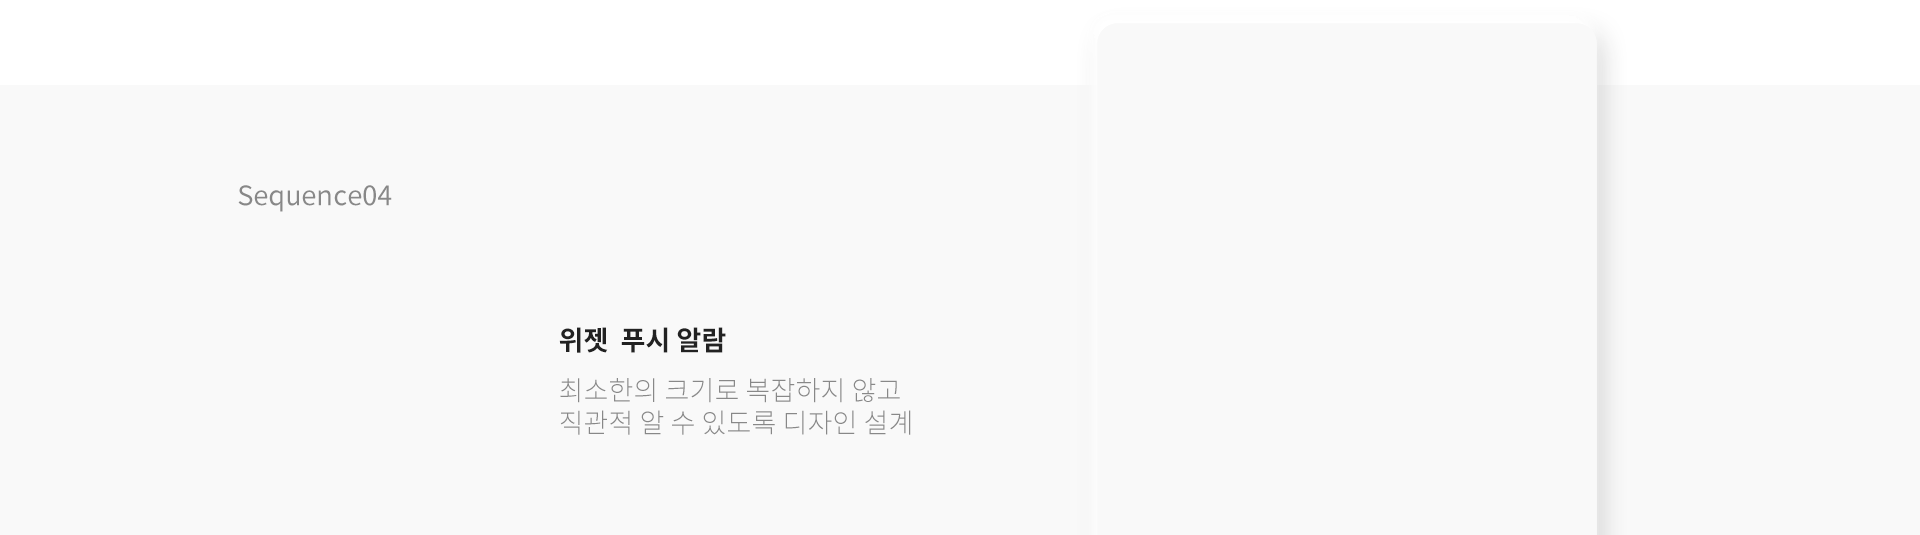 Sequence04
위젯 푸시 알람
최소한의 크기로 복잡하지 않고
직관적 알 수 있도록 디자인 설계